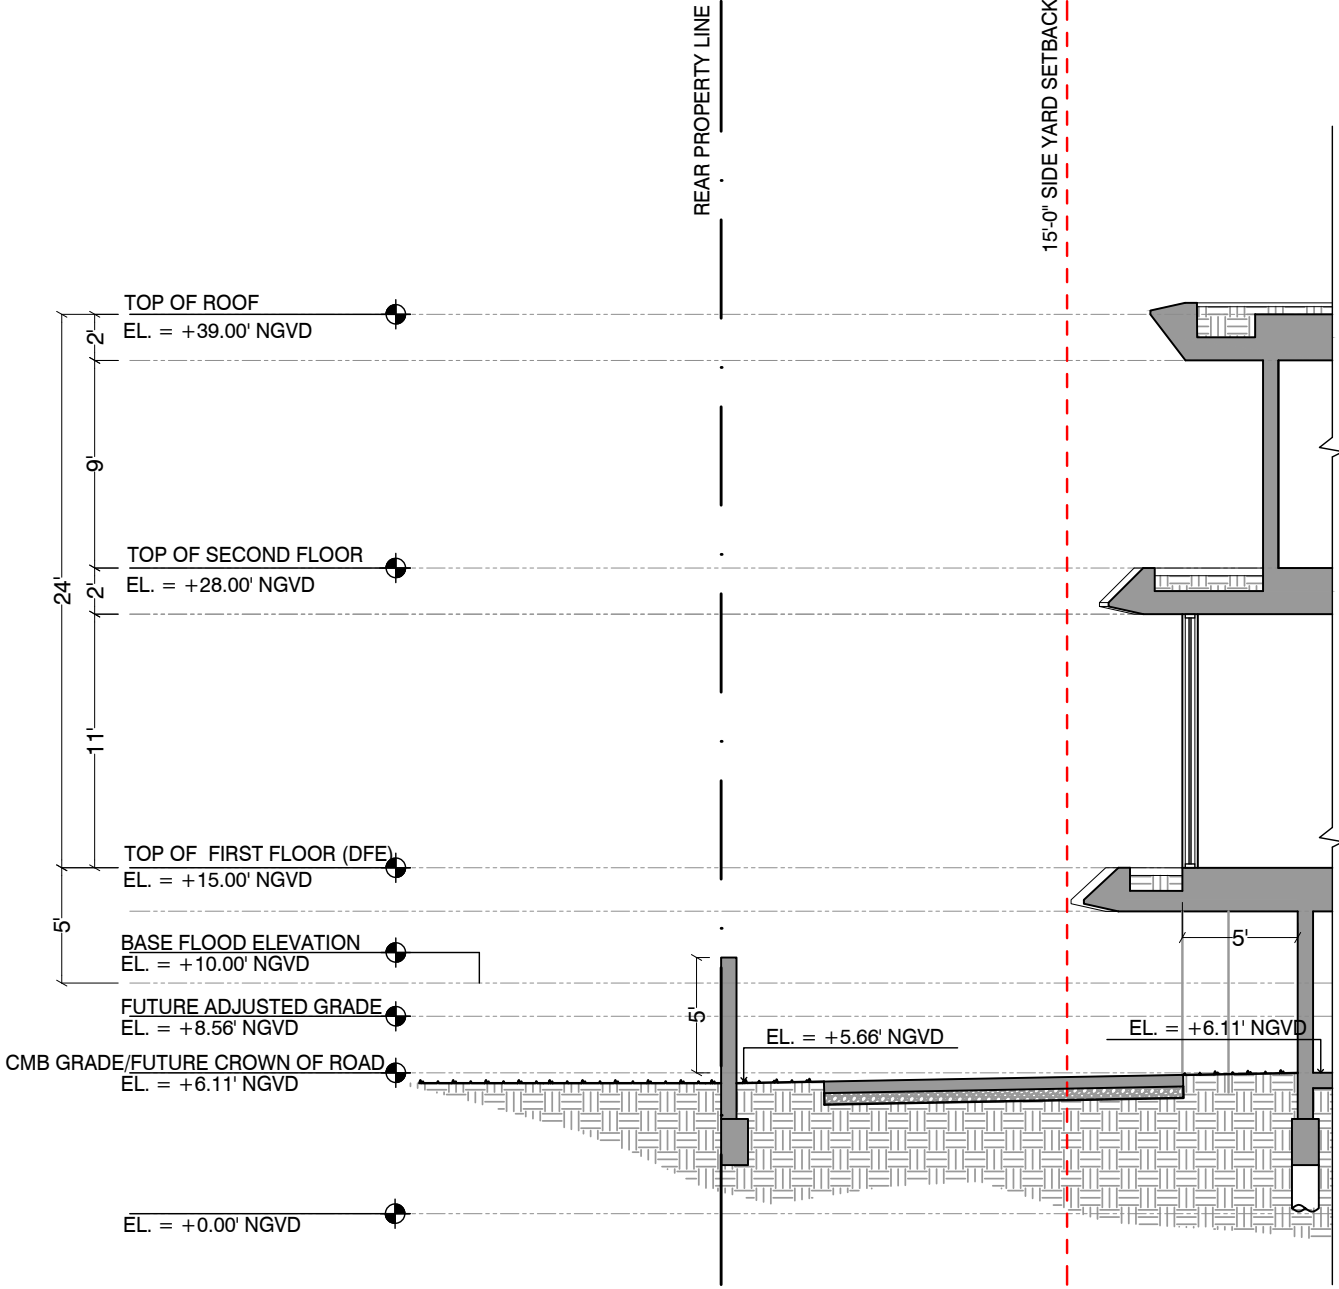 REAR PROPERTY LINE
15'-0" SIDE YARD SETBACK
TOP OF ROOF
EL. = +39.00' NGVD
2'
9'
TOP OF SECOND FLOOR
EL. = +28.00' NGVD
24'
2'
11'
TOP OF FIRST FLOOR (DFE)
EL. = +15.00' NGVD
5'
BASE FLOOD ELEVATION
EL. = +10.00' NGVD
5'
FUTURE ADJUSTED GRADE
EL. = +8.56' NGVD
5'
EL. = +5.66' NGVD
EL. = +6.11' NGVD
CMB GRADE/FUTURE CROWN OF ROAD
EL. = +6.11' NGVD
EL. = +0.00' NGVD